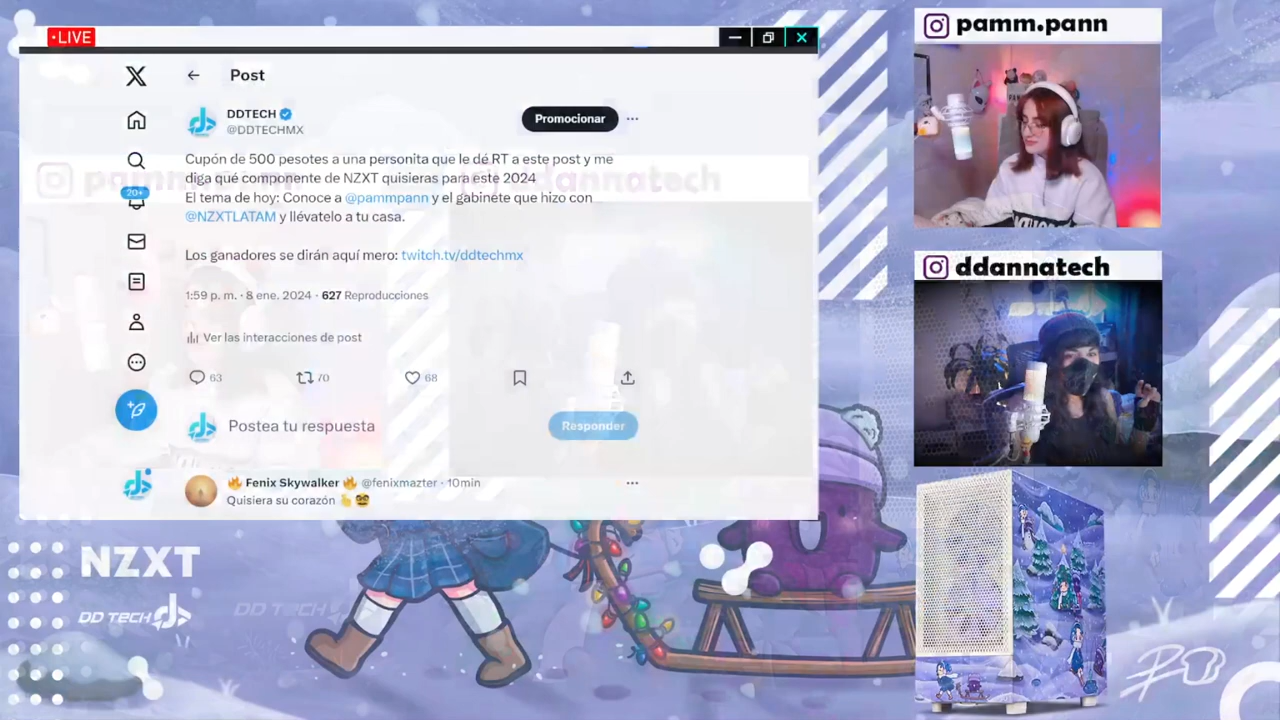 LIVE
Post
DDTECH
@DDTECHMX
Promocionar
Cupón de 500 pesotes a una personita que le dé RT a este post y me
diga qué componente de NZXT quisieras para este 2024
El tema de hoy: Conoce a @pammpann y el gabinete que hizo con
@NZXTLATAM y llévatelo a tu casa.
Los ganadores se dirán aquí mero: twitch.tv/ddtechmx
1:59 p. m. · 8 ene. 2024 · 627 Reproducciones
Ver las interacciones de post
63 70 68
20+
Postea tu respuesta
Responder
🔥 Fenix Skywalker 🔥 @fenixmazter · 10min
Quisiera su corazón
pamm.pann
ddannatech
NZXT
DD TECH
DD TECH